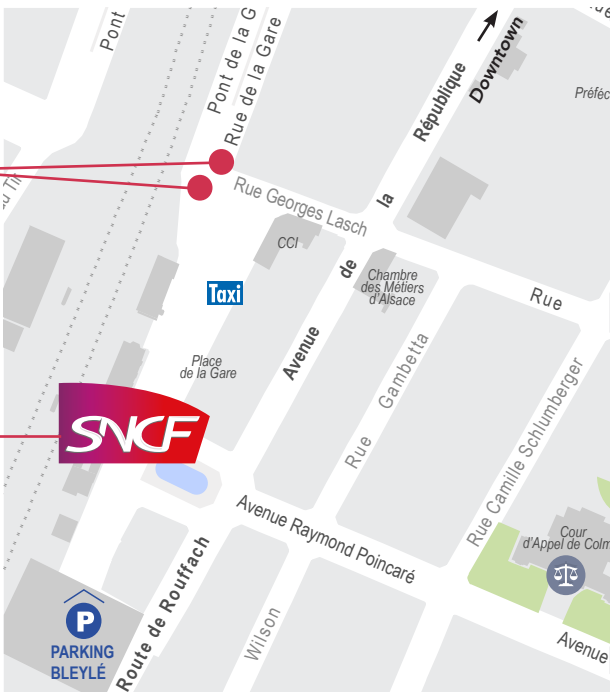 Pont
Pont de la G
Rue de la Gare
République
Downtown
Préféc
Rue Georges Lasch
la
CCI
de
Chambre
des Métiers
d'Alsace
Taxi
Rue
Avenue
Place
de la Gare
Rue Gambetta
Rue Camille Schlumberger
SNCF
Avenue Raymond Poincaré
Cour
d'Appel de Colm
Route de Rouffach
Wilson
P
PARKING
BLEYLÉ
Avenue